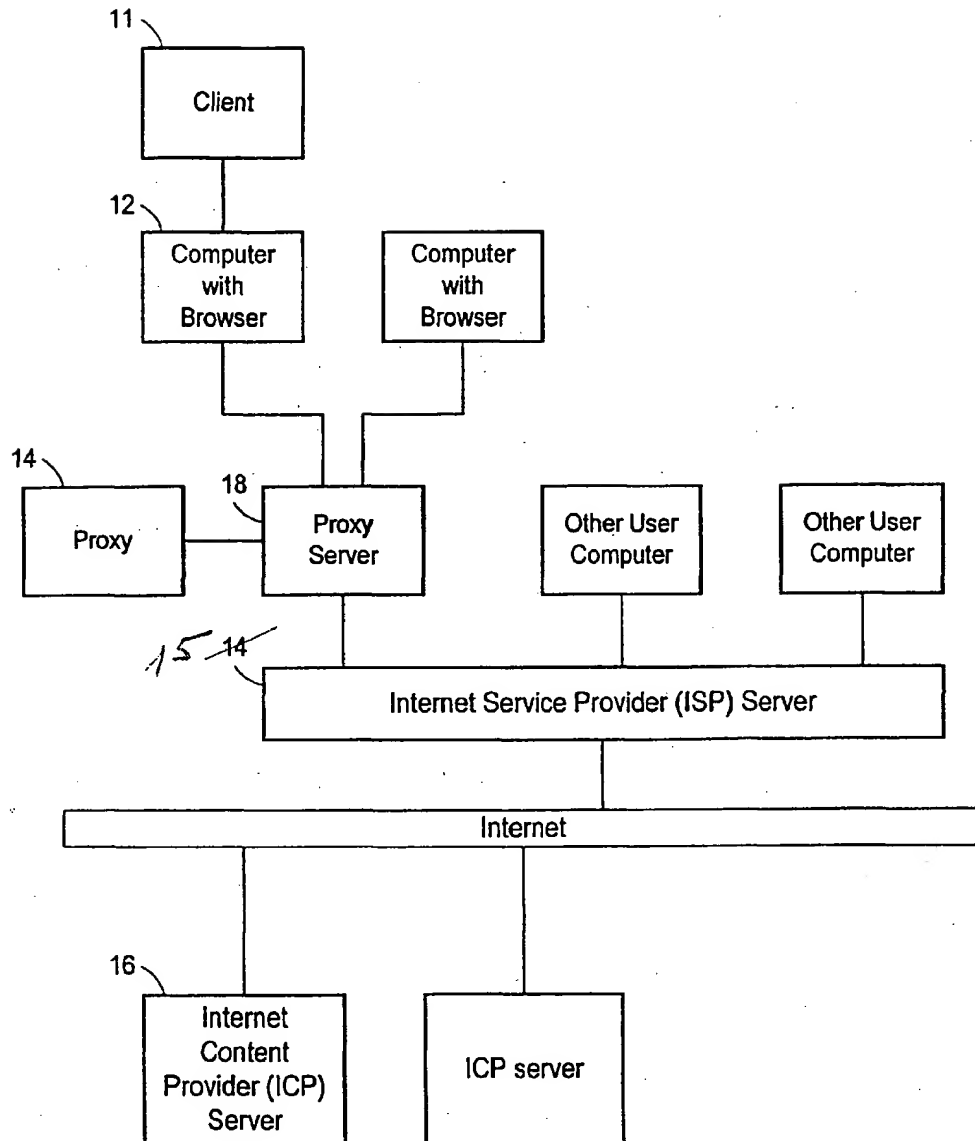 11
Client
12
Computer
with
Browser
Computer
with
Browser
14
Proxy
18
Proxy
Server
Other User
Computer
Other User
Computer
15 14
Internet Service Provider (ISP) Server
Internet
16
Internet
Content
Provider (ICP)
Server
ICP server